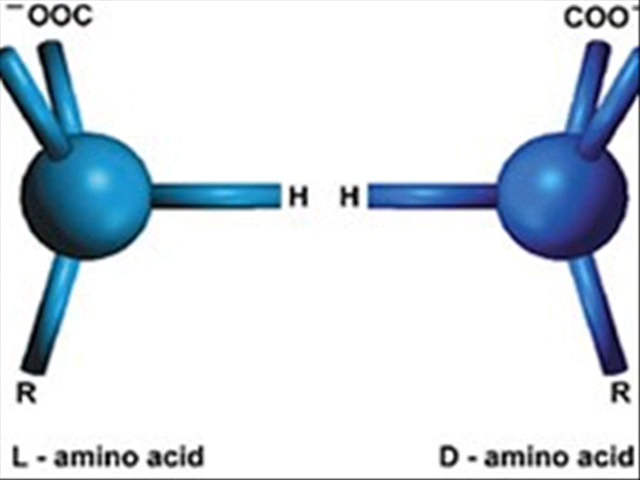 ⁻OOC
COO⁻
H
H
R
R
L - amino acid
D - amino acid